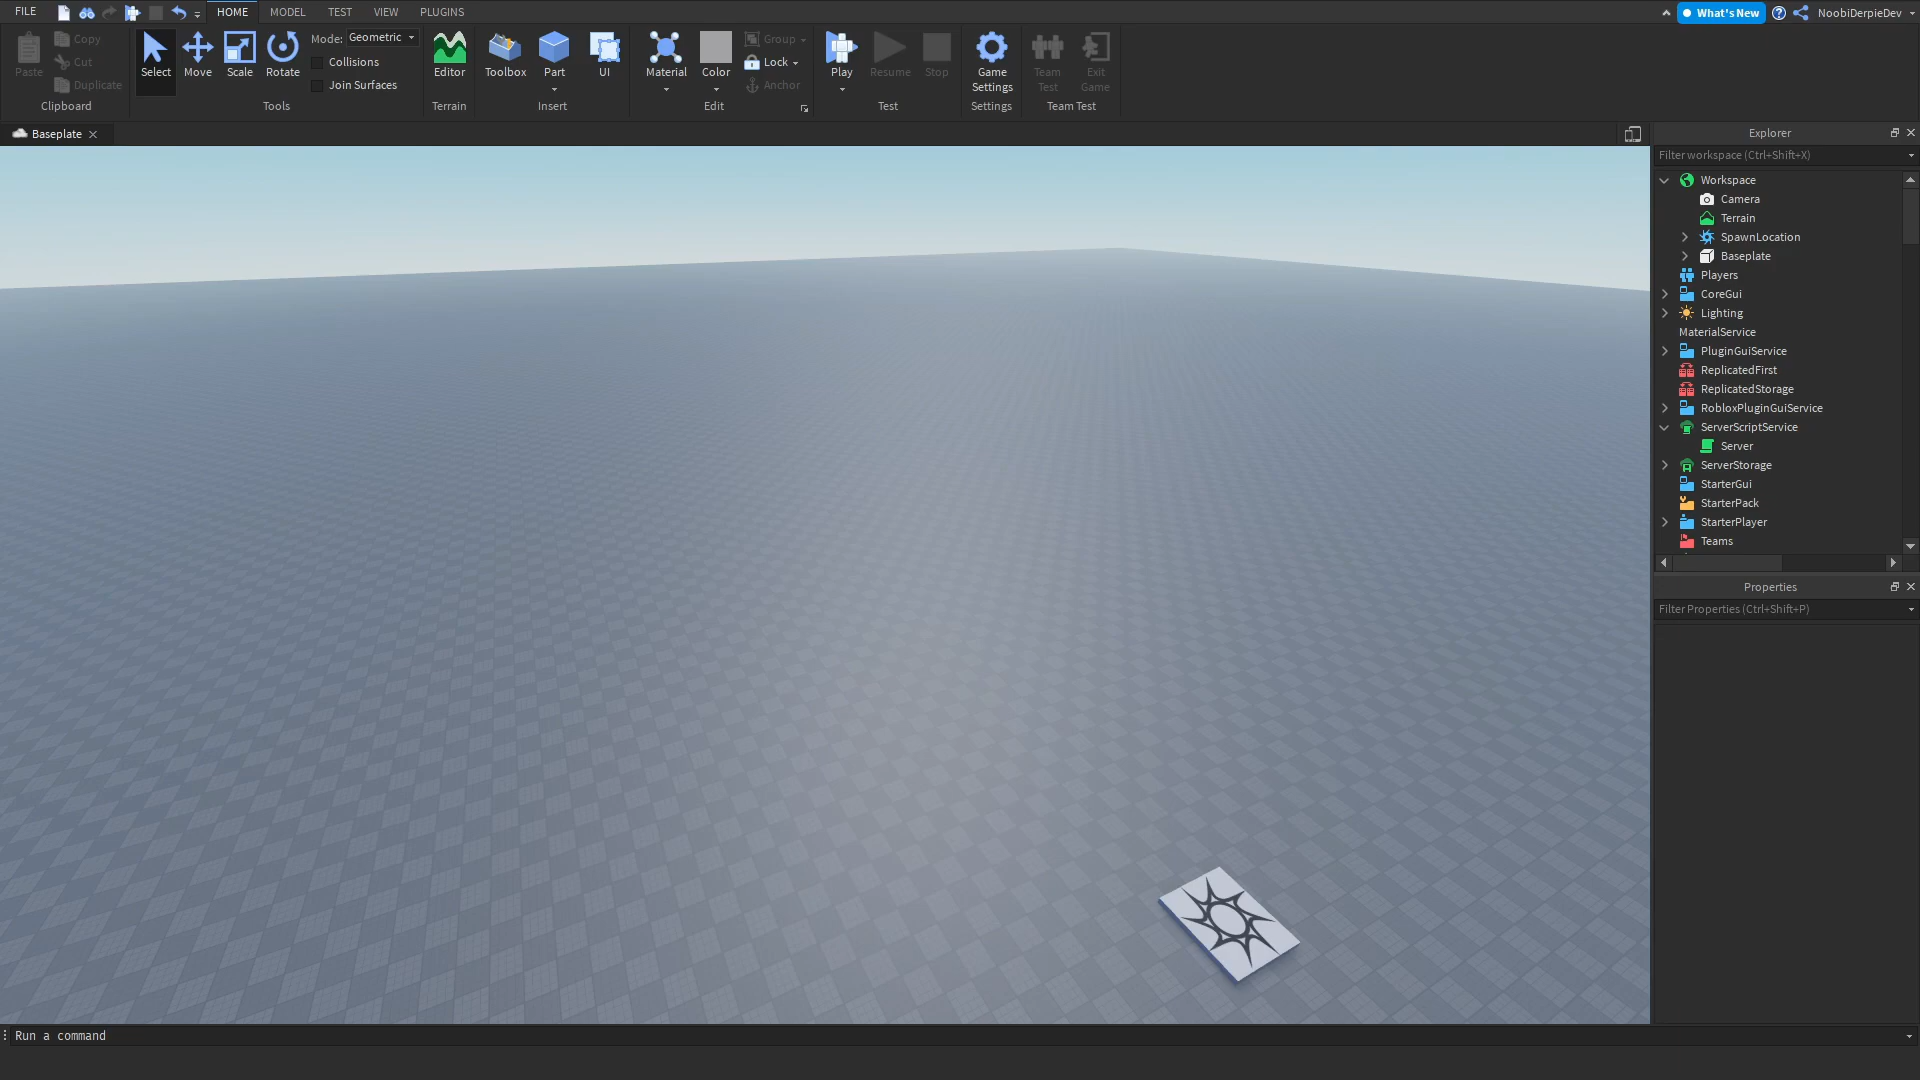 FILE HOME MODEL TEST VIEW PLUGINS What's New NoobiDerpieDev
Paste Copy Cut Duplicate Clipboard
Select Move Scale Rotate Mode: Geometric Collisions Join Surfaces Tools
Editor Terrain
Toolbox Part UI Insert
Material Color Group Lock Anchor Edit
Play Resume Stop Test
Game Settings Settings
Team Test Exit Game Team Test
Baseplate
Explorer
Filter workspace (Ctrl+Shift+X)
Workspace
Camera
Terrain
SpawnLocation
Baseplate
Players
CoreGui
Lighting
MaterialService
PluginGuiService
ReplicatedFirst
ReplicatedStorage
RobloxPluginGuiService
ServerScriptService
Server
ServerStorage
StarterGui
StarterPack
StarterPlayer
Teams
Properties
Filter Properties (Ctrl+Shift+P)
Run a command